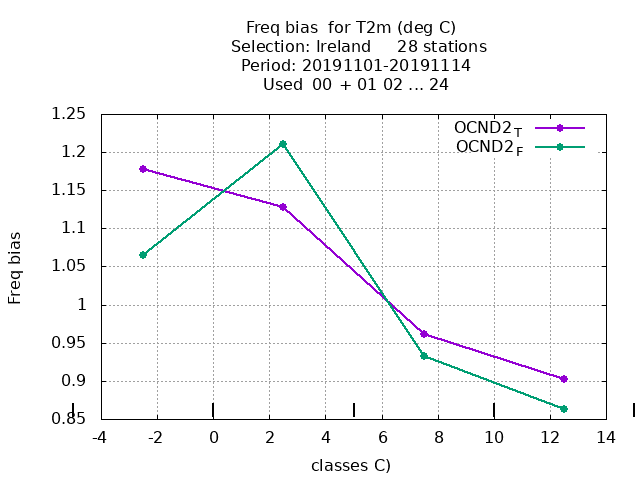 Freq bias  for T2m (deg C)
Selection: Ireland     28 stations
Period: 20191101-20191114
Used  00  + 01 02 ... 24
OCND2T
OCND2F
1.25
1.2
1.15
1.1
1.05
1
0.95
0.9
0.85
Freq bias
-4 -2 0 2 4 6 8 10 12 14
classes C)